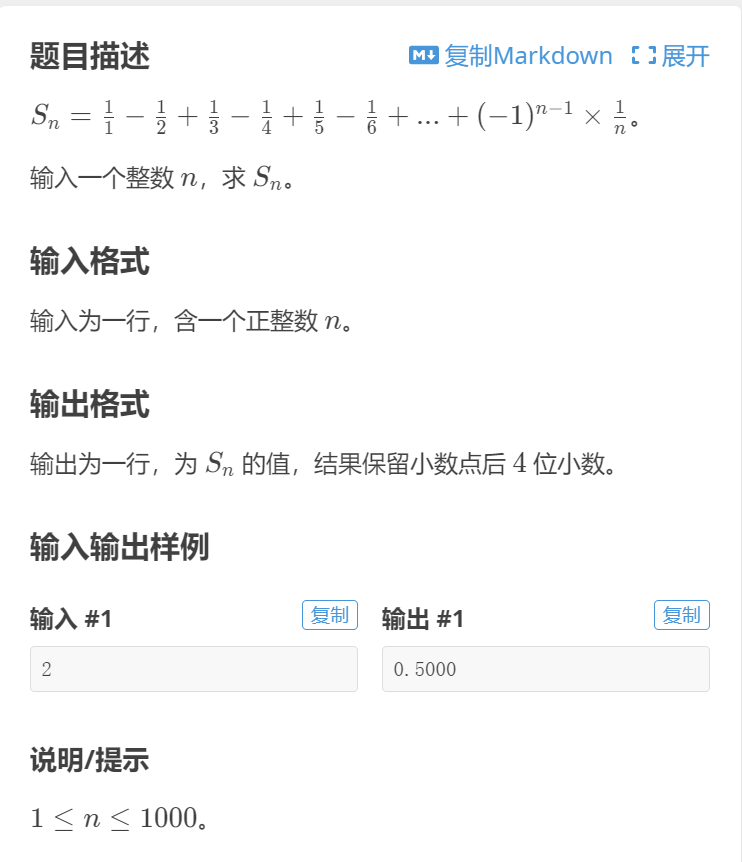 题目描述
复制Markdown 展开
$S_n = \frac{1}{1} - \frac{1}{2} + \frac{1}{3} - \frac{1}{4} + \frac{1}{5} - \frac{1}{6} + ... + (-1)^{n-1} \times \frac{1}{n}$。
输入一个整数 $n$，求 $S_n$。
输入格式
输入为一行，含一个正整数 $n$。
输出格式
输出为一行，为 $S_n$ 的值，结果保留小数点后 4 位小数。
输入输出样例
输入 #1 复制
输出 #1 复制
2
0.5000
说明/提示
$1 \le n \le 1000$。